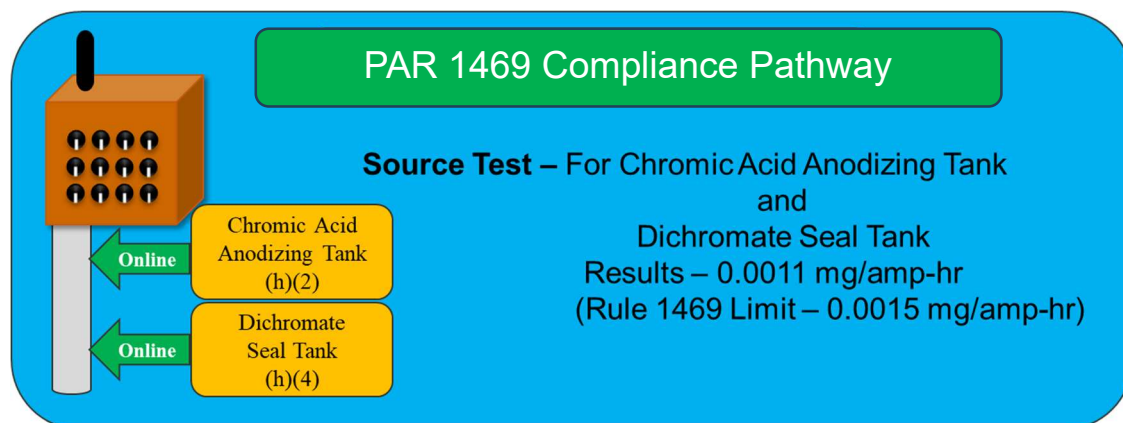 PAR 1469 Compliance Pathway
Source Test – For Chromic Acid Anodizing Tank
and
Dichromate Seal Tank
Results – 0.0011 mg/amp-hr
(Rule 1469 Limit – 0.0015 mg/amp-hr)
Online
Chromic Acid
Anodizing Tank
(h)(2)
Online
Dichromate
Seal Tank
(h)(4)